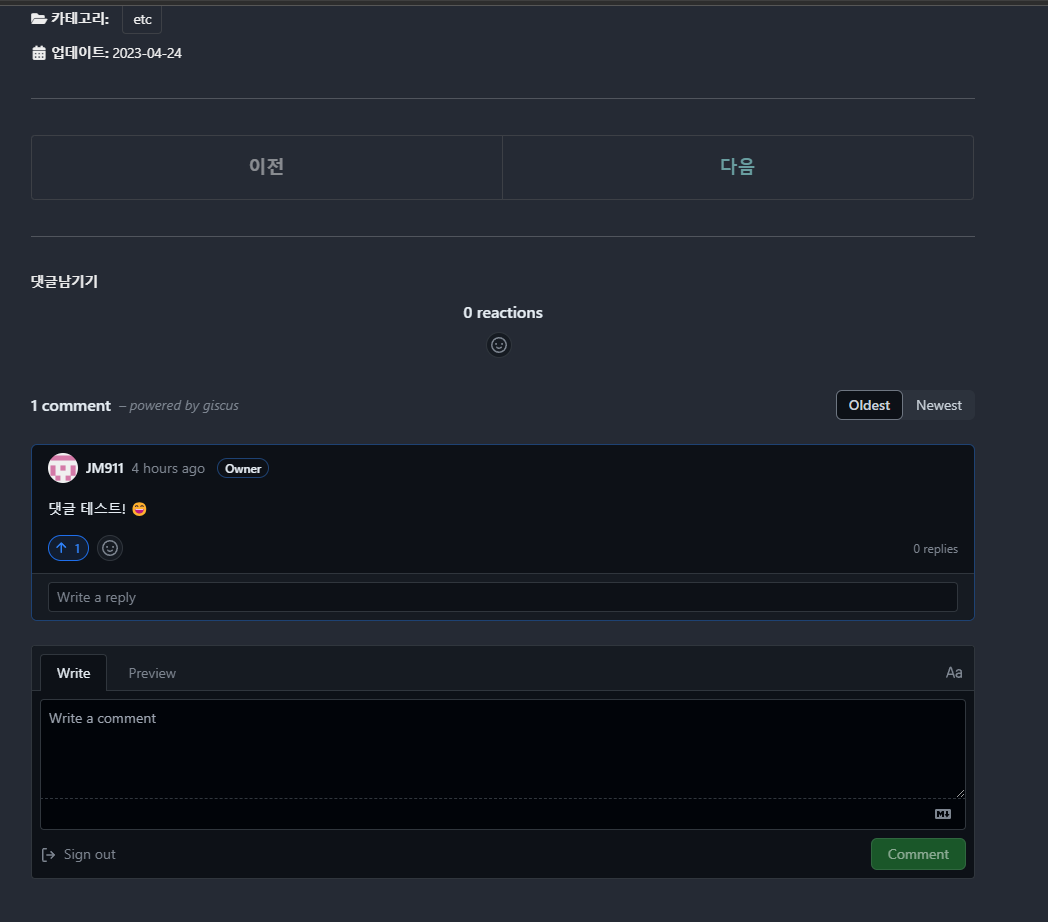 카테고리: etc
업데이트: 2023-04-24
이전 다음
댓글남기기
0 reactions
1 comment – powered by giscus Oldest Newest
JM911 4 hours ago Owner
댓글 테스트! 😄
↑ 1 0 replies
Write a reply
Write Preview Aa
Write a comment
Sign out Comment